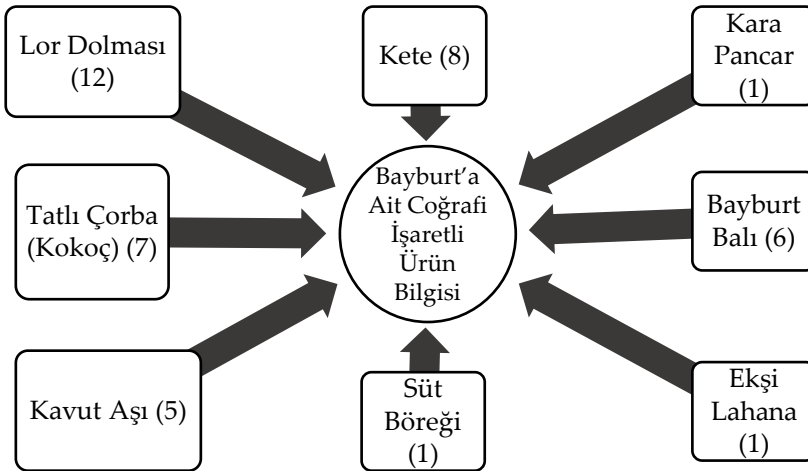 Lor Dolması
(12)
Kete (8)
Kara
Pancar
(1)
Tatlı Çorba
(Kokoç) (7)
Bayburt’a
Ait Coğrafi
İşaretli
Ürün
Bilgisi
Bayburt
Balı (6)
Kavut Aşı (5)
Süt
Böreği
(1)
Ekşi
Lahana
(1)